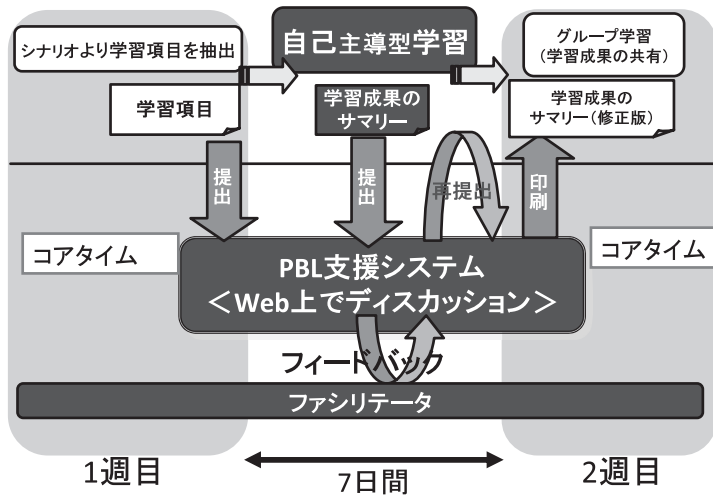 シナリオより学習項目を抽出
自己主導型学習
グループ学習
(学習成果の共有)
学習項目
学習成果の
サマリー
学習成果の
サマリー(修正版)
提出
提出
再提出
印刷
コアタイム
コアタイム
PBL支援システム
＜Web上でディスカッション＞
フィードバック
ファシリテータ
1週目
7日間
2週目